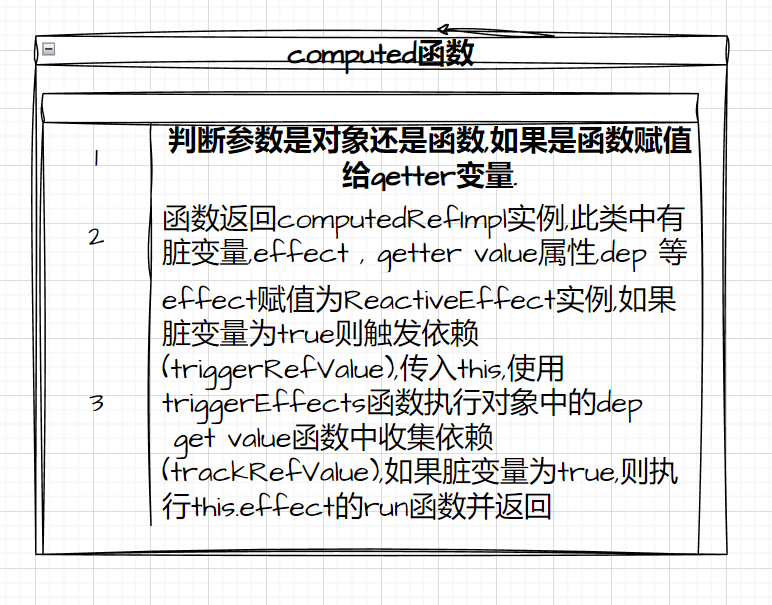 computed函数
1
判断参数是对象还是函数,如果是函数赋值
给getter变量.
2
函数返回computedRefImpl实例,此类中有
脏变量,effect , getter value属性,dep 等
3
effect赋值为ReactiveEffect实例,如果
脏变量为true则触发依赖
(triggerRefValue),传入this,使用
triggerEffects函数执行对象中的dep
get value函数中收集依赖
(trackRefValue),如果脏变量为true,则执
行this.effect的run函数并返回